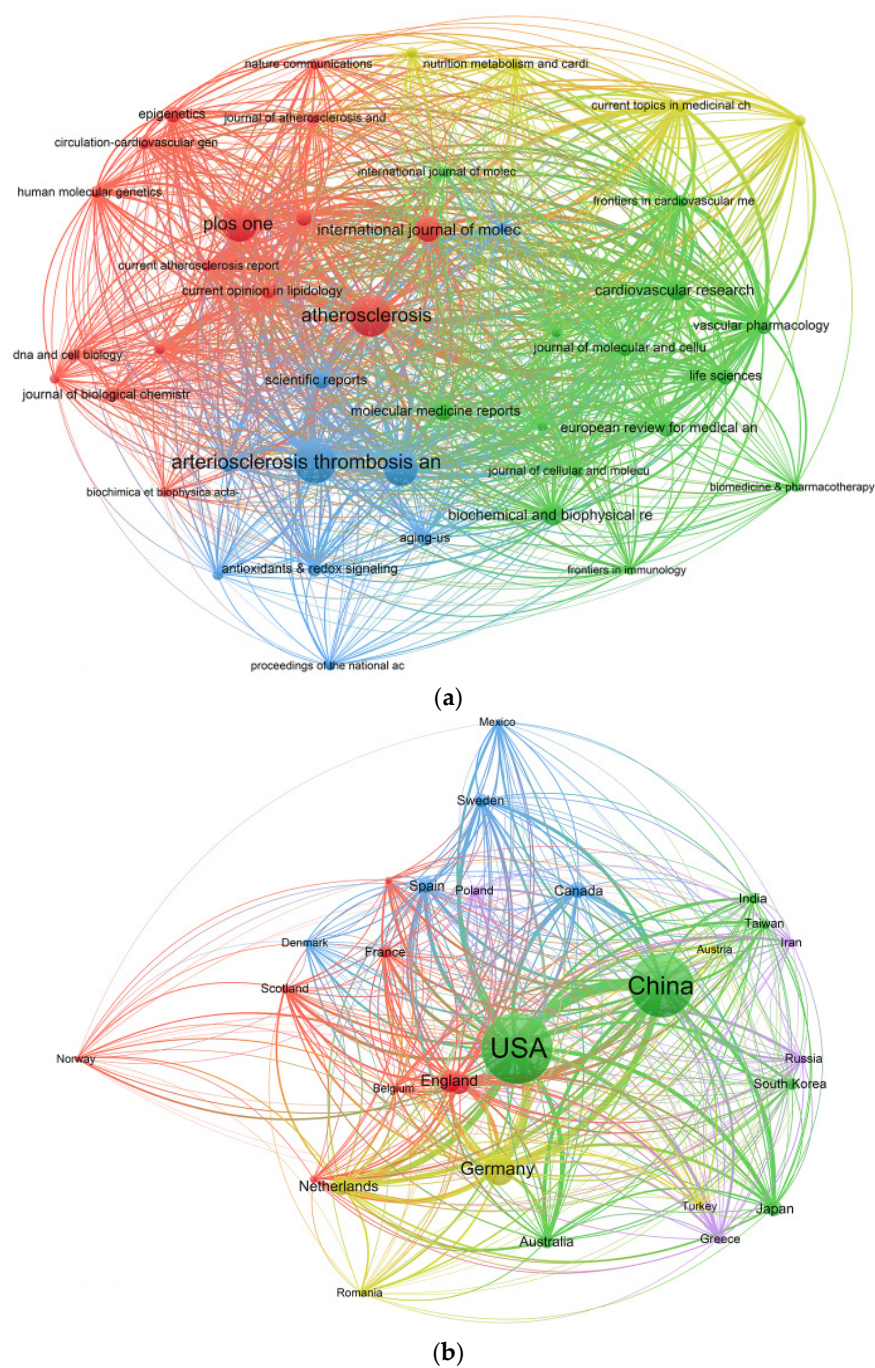 nature communications
nutrition metabolism and cardi
current topics in medicinal ch
epigenetics
journal of atherosclerosis and
circulation-cardiovascular gen
international journal of molec
human molecular genetics
frontiers in cardiovascular me
plos one
international journal of molec
current atherosclerosis report
current opinion in lipidology
cardiovascular research
atherosclerosis
vascular pharmacology
dna and cell biology
journal of molecular and cellu
scientific reports
life sciences
journal of biological chemistr
molecular medicine reports
european review for medical an
arteriosclerosis thrombosis an
journal of cellular and molecu
biochimica et biophysica acta-
biomedicine & pharmacotherapy
biochemical and biophysical re
aging-us
antioxidants & redox signaling
frontiers in immunology
proceedings of the national ac
(a)
Mexico
Sweden
Spain
Poland
Canada
India
Taiwan
Denmark
France
Austria
Iran
Scotland
China
USA
Norway
Russia
Belgium
England
South Korea
Germany
Netherlands
Turkey
Japan
Australia
Greece
Romania
(b)